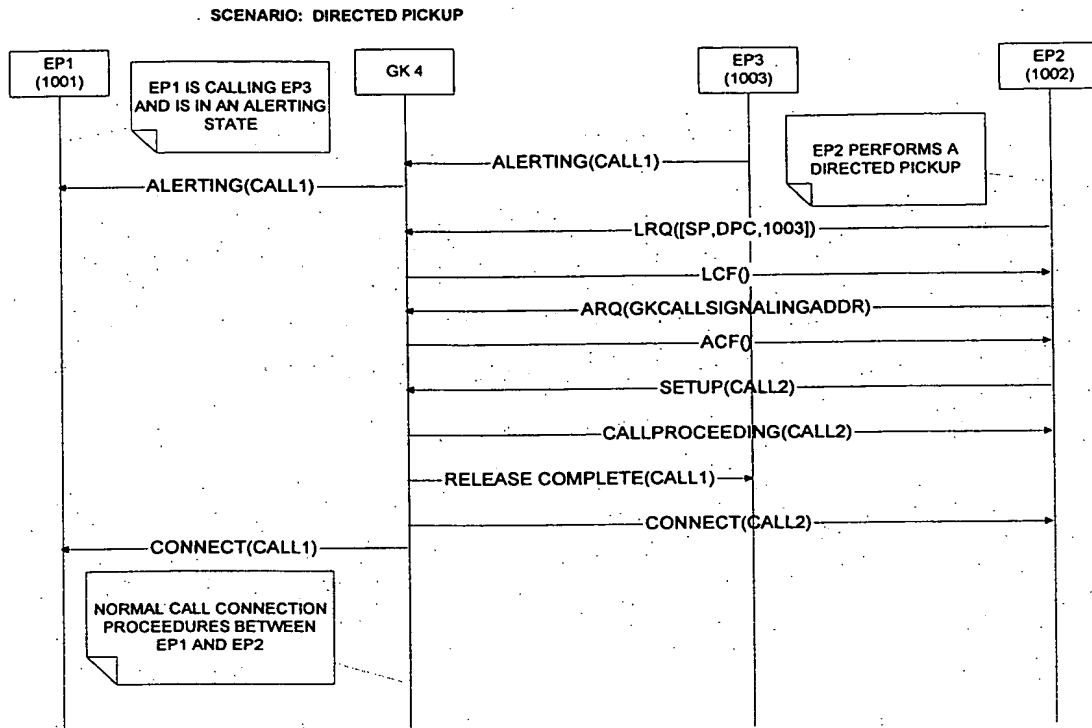 SCENARIO: DIRECTED PICKUP
EP1
(1001)
GK 4
EP3
(1003)
EP2
(1002)
EP1 IS CALLING EP3
AND IS IN AN ALERTING
STATE
EP2 PERFORMS A
DIRECTED PICKUP
ALERTING(CALL1)
ALERTING(CALL1)
LRQ([SP,DPC,1003])
LCF()
ARQ(GKCALLSIGNALINGADDR)
ACF()
SETUP(CALL2)
CALLPROCEEDING(CALL2)
RELEASE COMPLETE(CALL1)
CONNECT(CALL2)
CONNECT(CALL1)
NORMAL CALL CONNECTION
PROCEEDURES BETWEEN
EP1 AND EP2